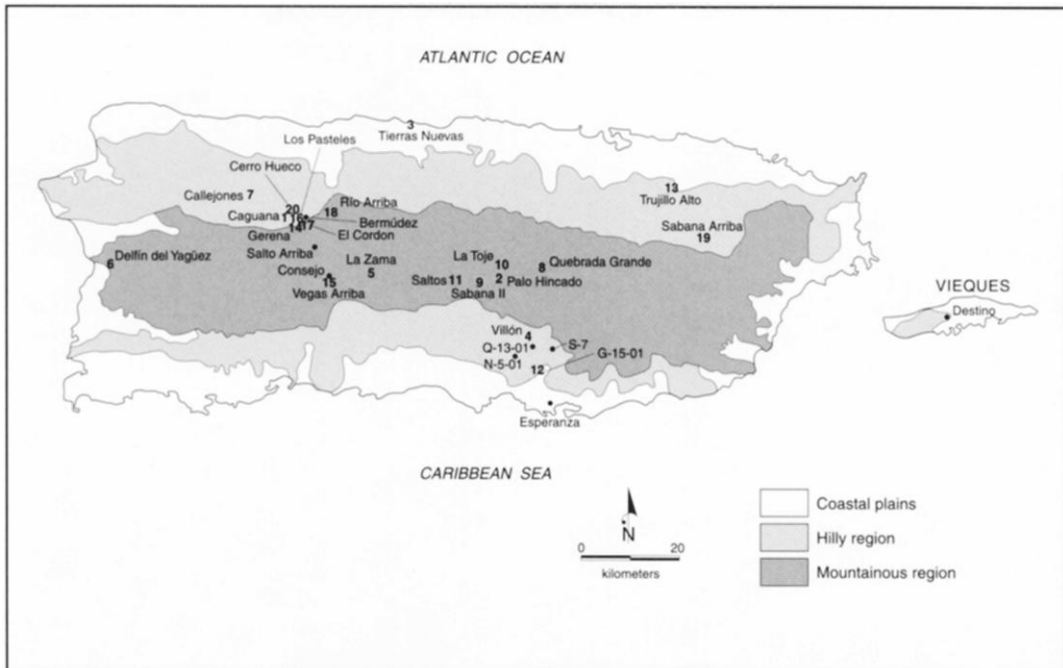 ATLANTIC OCEAN
3
Tierras Nuevas
Los Pasteles
Cerro Hueco
Callejones 7
20
Río Arriba
18
13
Trujillo Alto
Caguana 1
16
Bermúdez
17
14
Gerena
El Cordon
Sabana Arriba
19
Salto Arriba
Delfín del Yagüez
6
La Zama
5
La Toje
10
8 Quebrada Grande
Consejo
15
Vegas Arriba
Saltos 11
9
Sabana II
2 Palo Hincado
VIEQUES
Destino
Villón
4
Q-13-01
S-7
N-5-01
G-15-01
12
Esperanza
CARIBBEAN SEA
N
0 20
kilometers
Coastal plains
Hilly region
Mountainous region